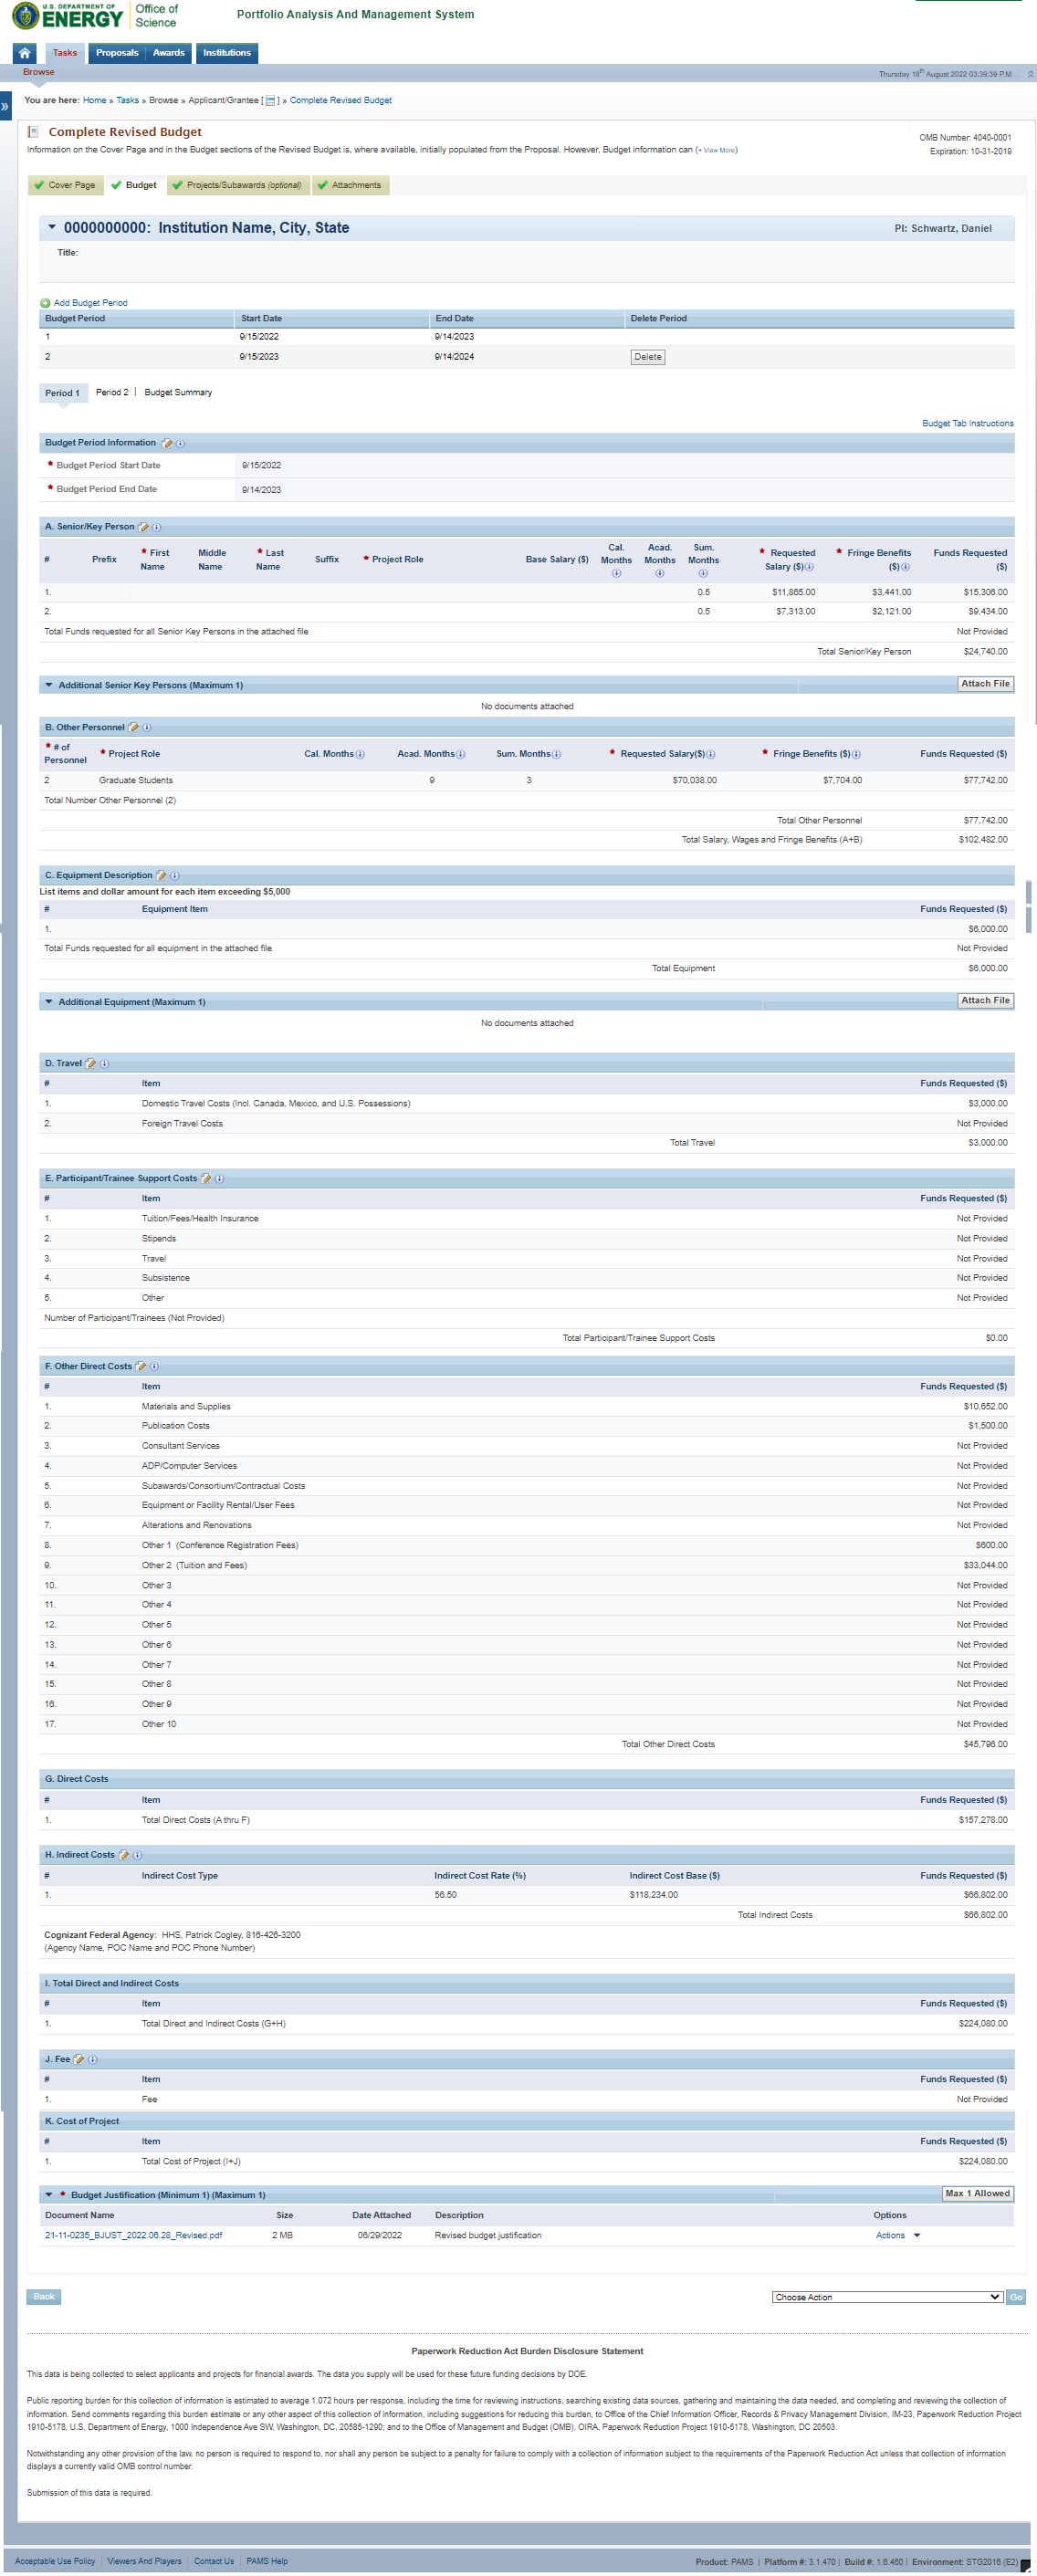 U.S. DEPARTMENT OF
ENERGY
Office of
Science
Portfolio Analysis And Management System
Tasks
Proposals
Awards
Institutions
Browse
Thursday 18th August 2022 03:39:39 P.M.
You are here: Home » Tasks » Browse » Applicant/Grantee [ ] » Complete Revised Budget
Complete Revised Budget
OMB Number: 4040-0001
Information on the Cover Page and in the Budget sections of the Revised Budget is, where available, initially populated from the Proposal. However, Budget information can (+ View More)
Expiration: 10-31-2019
Cover Page
Budget
Projects/Subawards (optional)
Attachments
0000000000: Institution Name, City, State
PI: Schwartz, Daniel
Title:
Add Budget Period
Budget Period Start Date End Date Delete Period
1 9/15/2022 9/14/2023
2 9/15/2023 9/14/2024 Delete
Period 1 Period 2 | Budget Summary
Budget Tab Instructions
Budget Period Information
* Budget Period Start Date 9/15/2022
* Budget Period End Date 9/14/2023
A. Senior/Key Person
# Prefix * First Name Middle Name * Last Name Suffix * Project Role Base Salary ($) Cal. Months Acad. Months Sum. Months * Requested Salary ($) * Fringe Benefits ($) Funds Requested ($)
1. 0.5 $11,865.00 $3,441.00 $15,306.00
2. 0.5 $7,313.00 $2,121.00 $9,434.00
Total Funds requested for all Senior Key Persons in the attached file Not Provided
Total Senior/Key Person $24,740.00
Additional Senior Key Persons (Maximum 1) Attach File
No documents attached
B. Other Personnel
* # of Personnel * Project Role Cal. Months Acad. Months Sum. Months * Requested Salary($) * Fringe Benefits ($) Funds Requested ($)
2 Graduate Students 9 3 $70,038.00 $7,704.00 $77,742.00
Total Number Other Personnel (2)
Total Other Personnel $77,742.00
Total Salary, Wages and Fringe Benefits (A+B) $102,482.00
C. Equipment Description
List items and dollar amount for each item exceeding $5,000
# Equipment Item Funds Requested ($)
1. $6,000.00
Total Funds requested for all equipment in the attached file Not Provided
Total Equipment $6,000.00
Additional Equipment (Maximum 1) Attach File
No documents attached
D. Travel
# Item Funds Requested ($)
1. Domestic Travel Costs (Incl. Canada, Mexico, and U.S. Possessions) $3,000.00
2. Foreign Travel Costs Not Provided
Total Travel $3,000.00
E. Participant/Trainee Support Costs
# Item Funds Requested ($)
1. Tuition/Fees/Health Insurance Not Provided
2. Stipends Not Provided
3. Travel Not Provided
4. Subsistence Not Provided
5. Other Not Provided
Number of Participant/Trainees (Not Provided)
Total Participant/Trainee Support Costs $0.00
F. Other Direct Costs
# Item Funds Requested ($)
1. Materials and Supplies $10,652.00
2. Publication Costs $1,500.00
3. Consultant Services Not Provided
4. ADP/Computer Services Not Provided
5. Subawards/Consortium/Contractual Costs Not Provided
6. Equipment or Facility Rental/User Fees Not Provided
7. Alterations and Renovations Not Provided
8. Other 1 (Conference Registration Fees) $600.00
9. Other 2 (Tuition and Fees) $33,044.00
10. Other 3 Not Provided
11. Other 4 Not Provided
12. Other 5 Not Provided
13. Other 6 Not Provided
14. Other 7 Not Provided
15. Other 8 Not Provided
16. Other 9 Not Provided
17. Other 10 Not Provided
Total Other Direct Costs $45,796.00
G. Direct Costs
# Item Funds Requested ($)
1. Total Direct Costs (A thru F) $157,278.00
H. Indirect Costs
# Indirect Cost Type Indirect Cost Rate (%) Indirect Cost Base ($) Funds Requested ($)
1. 56.50 $118,234.00 $66,802.00
Total Indirect Costs $66,802.00
Cognizant Federal Agency: HHS, Patrick Cogley, 816-426-3200
(Agency Name, POC Name and POC Phone Number)
I. Total Direct and Indirect Costs
# Item Funds Requested ($)
1. Total Direct and Indirect Costs (G+H) $224,080.00
J. Fee
# Item Funds Requested ($)
1. Fee Not Provided
K. Cost of Project
# Item Funds Requested ($)
1. Total Cost of Project (I+J) $224,080.00
* Budget Justification (Minimum 1) (Maximum 1) Max 1 Allowed
Document Name Size Date Attached Description Options
21-11-0235_BJUST_2022.06.28_Revised.pdf 2 MB 06/29/2022 Revised budget justification Actions
Back Choose Action Go
Paperwork Reduction Act Burden Disclosure Statement
This data is being collected to select applicants and projects for financial awards. The data you supply will be used for these future funding decisions by DOE.
Public reporting burden for this collection of information is estimated to average 1.072 hours per response, including the time for reviewing instructions, searching existing data sources, gathering and maintaining the data needed, and completing and reviewing the collection of
information. Send comments regarding this burden estimate or any other aspect of this collection of information, including suggestions for reducing this burden, to Office of the Chief Information Officer, Records & Privacy Management Division, IM-23, Paperwork Reduction Project
1910-5178, U.S. Department of Energy, 1000 Independence Ave SW, Washington, DC, 20585-1290; and to the Office of Management and Budget (OMB), OIRA, Paperwork Reduction Project 1910-5178, Washington, DC 20503.
Notwithstanding any other provision of the law, no person is required to respond to, nor shall any person be subject to a penalty for failure to comply with a collection of information subject to the requirements of the Paperwork Reduction Act unless that collection of information
displays a currently valid OMB control number.
Submission of this data is required.
Acceptable Use Policy | Viewers And Players | Contact Us | PAMS Help
Product: PAMS | Platform #: 3.1.470 | Build #: 1.6.460 | Environment: STG2016 (E2)